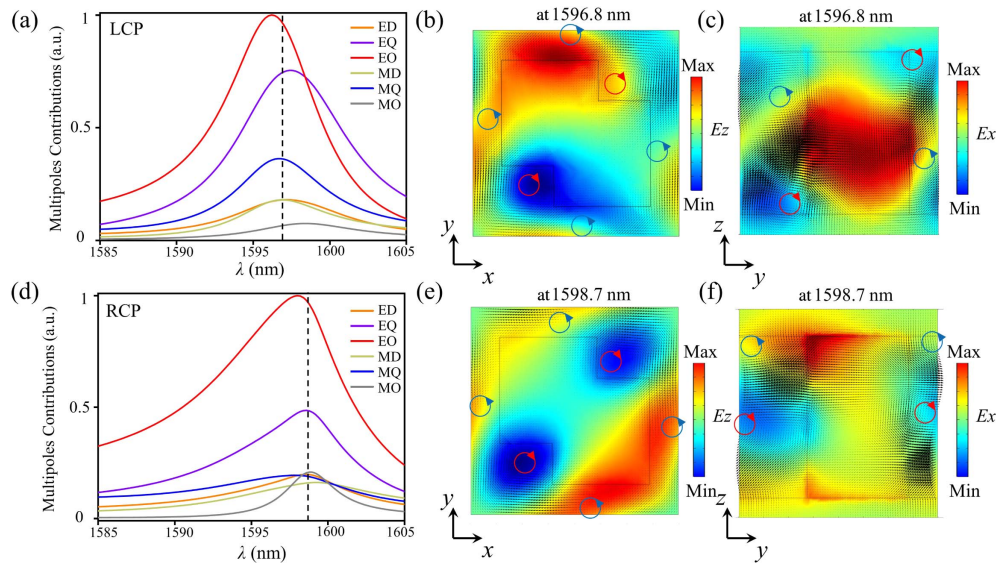 (a)
LCP
Multipoles Contributions (a.u.)
1
0.5
0
1585
1590
1595
1600
1605
λ (nm)
ED
EQ
EO
MD
MQ
MO
(b)
at 1596.8 nm
Max
Ez
Min
y
x
(c)
at 1596.8 nm
Max
Ex
Min
z
y
(d)
RCP
Multipoles Contributions (a.u.)
1
0.5
0
1585
1590
1595
1600
1605
λ (nm)
ED
EQ
EO
MD
MQ
MO
(e)
at 1598.7 nm
Max
Ez
Min
y
x
(f)
at 1598.7 nm
Max
Ex
Min
z
y